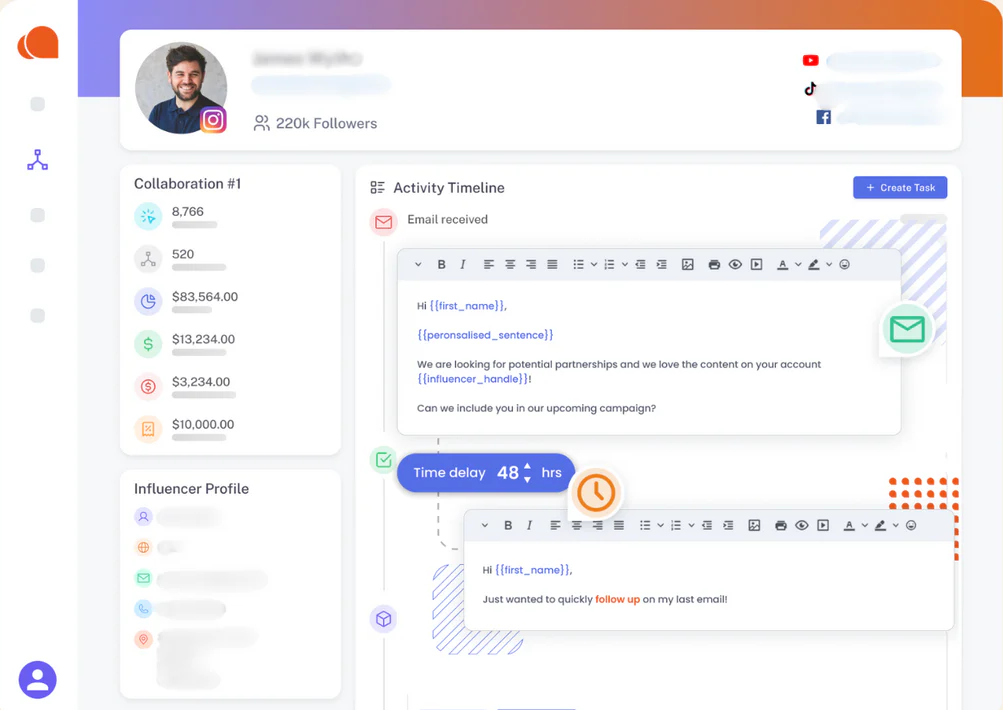 220k Followers
Collaboration #1
8,766
520
$83,564.00
$13,234.00
$3,234.00
$10,000.00
Influencer Profile
Activity Timeline
+ Create Task
Email received
Hi {{first_name}},
{{peronsalised_sentence}}
We are looking for potential partnerships and we love the content on your account
{{influencer_handle}}!
Can we include you in our upcoming campaign?
Time delay 48 hrs
Hi {{first_name}},
Just wanted to quickly follow up on my last email!